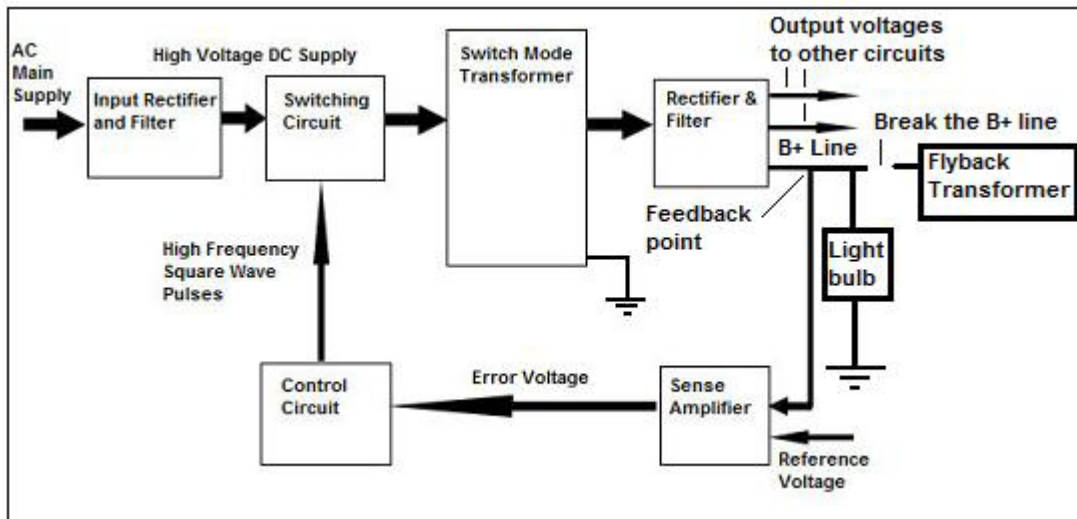 AC
Main
Supply
High Voltage DC Supply
Input Rectifier
and Filter
Switching
Circuit
Switch Mode
Transformer
Rectifier &
Filter
Output voltages
to other circuits
B+ Line
Break the B+ line
Flyback
Transformer
Feedback
point
Light
bulb
High Frequency
Square Wave
Pulses
Control
Circuit
Error Voltage
Sense
Amplifier
Reference
Voltage